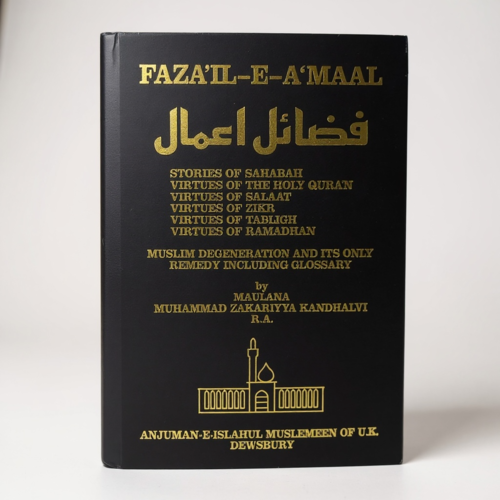 FAZA'IL-E-A'MAAL
فضائل اعمال
STORIES OF SAHABAH
VIRTUES OF THE HOLY QURA'N
VIRTUES OF SALAAT
VIRTUES OF ZIKR
VIRTUES OF TABLIGH
VIRTUES OF RAMADHAN
MUSLIM DEGENERATION AND ITS ONLY
REMEDY INCLUDING GLOSSARY
by
MAULANA
MUHAMMAD ZAKARIYYA KANDHALVI
R.A.
ANJUMAN-E-ISLAHUL MUSLEMEEN OF U.K.
DEWSBURY